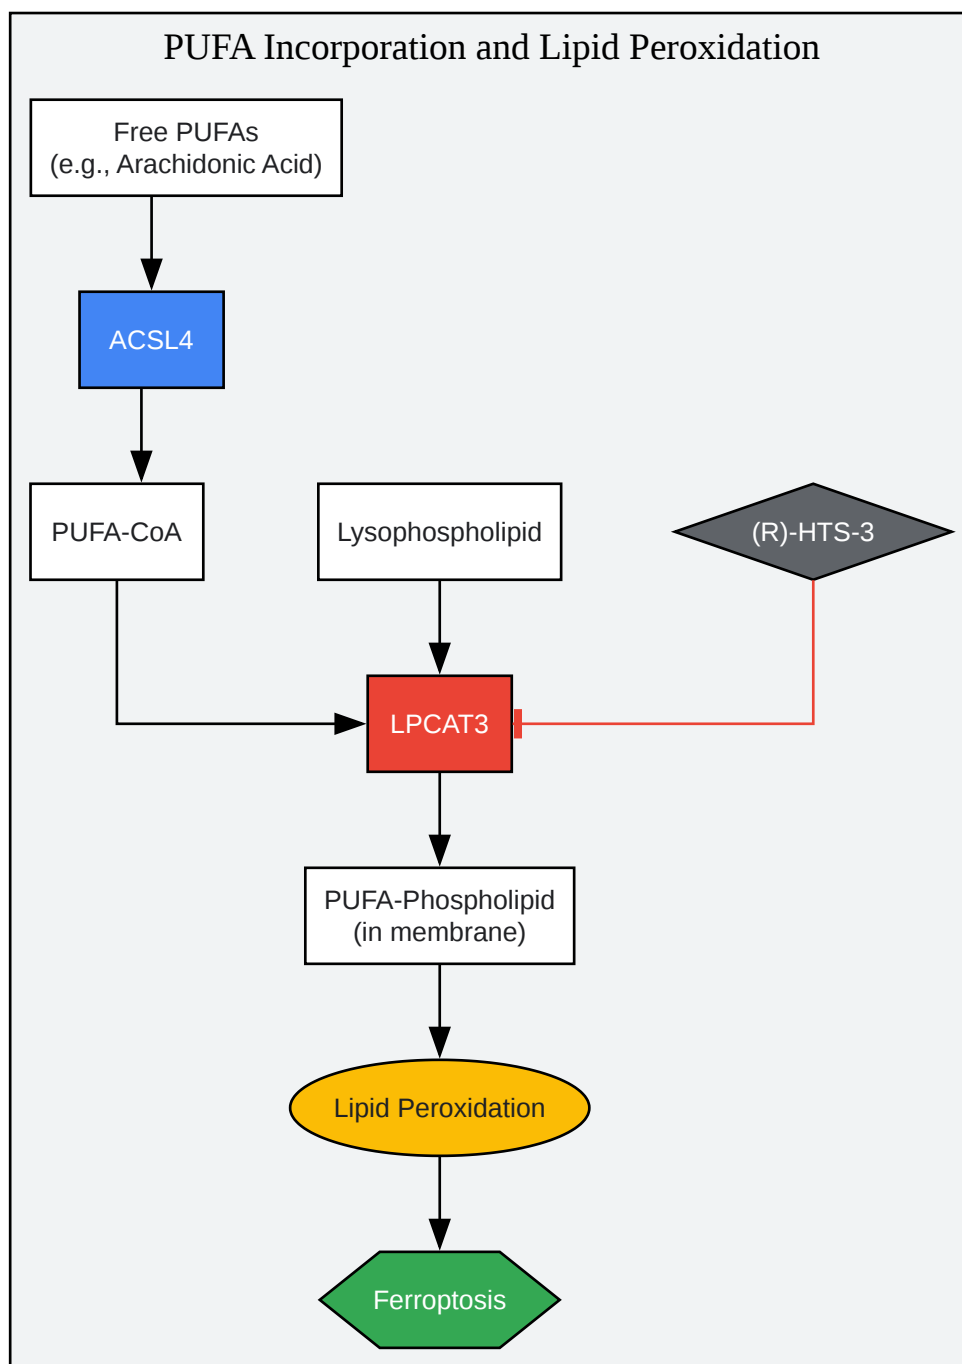 PUFA Incorporation and Lipid Peroxidation
Free PUFAs
(e.g., Arachidonic Acid)
ACSL4
PUFA-CoA
Lysophospholipid
(R)-HTS-3
LPCAT3
PUFA-Phospholipid
(in membrane)
Lipid Peroxidation
Ferroptosis